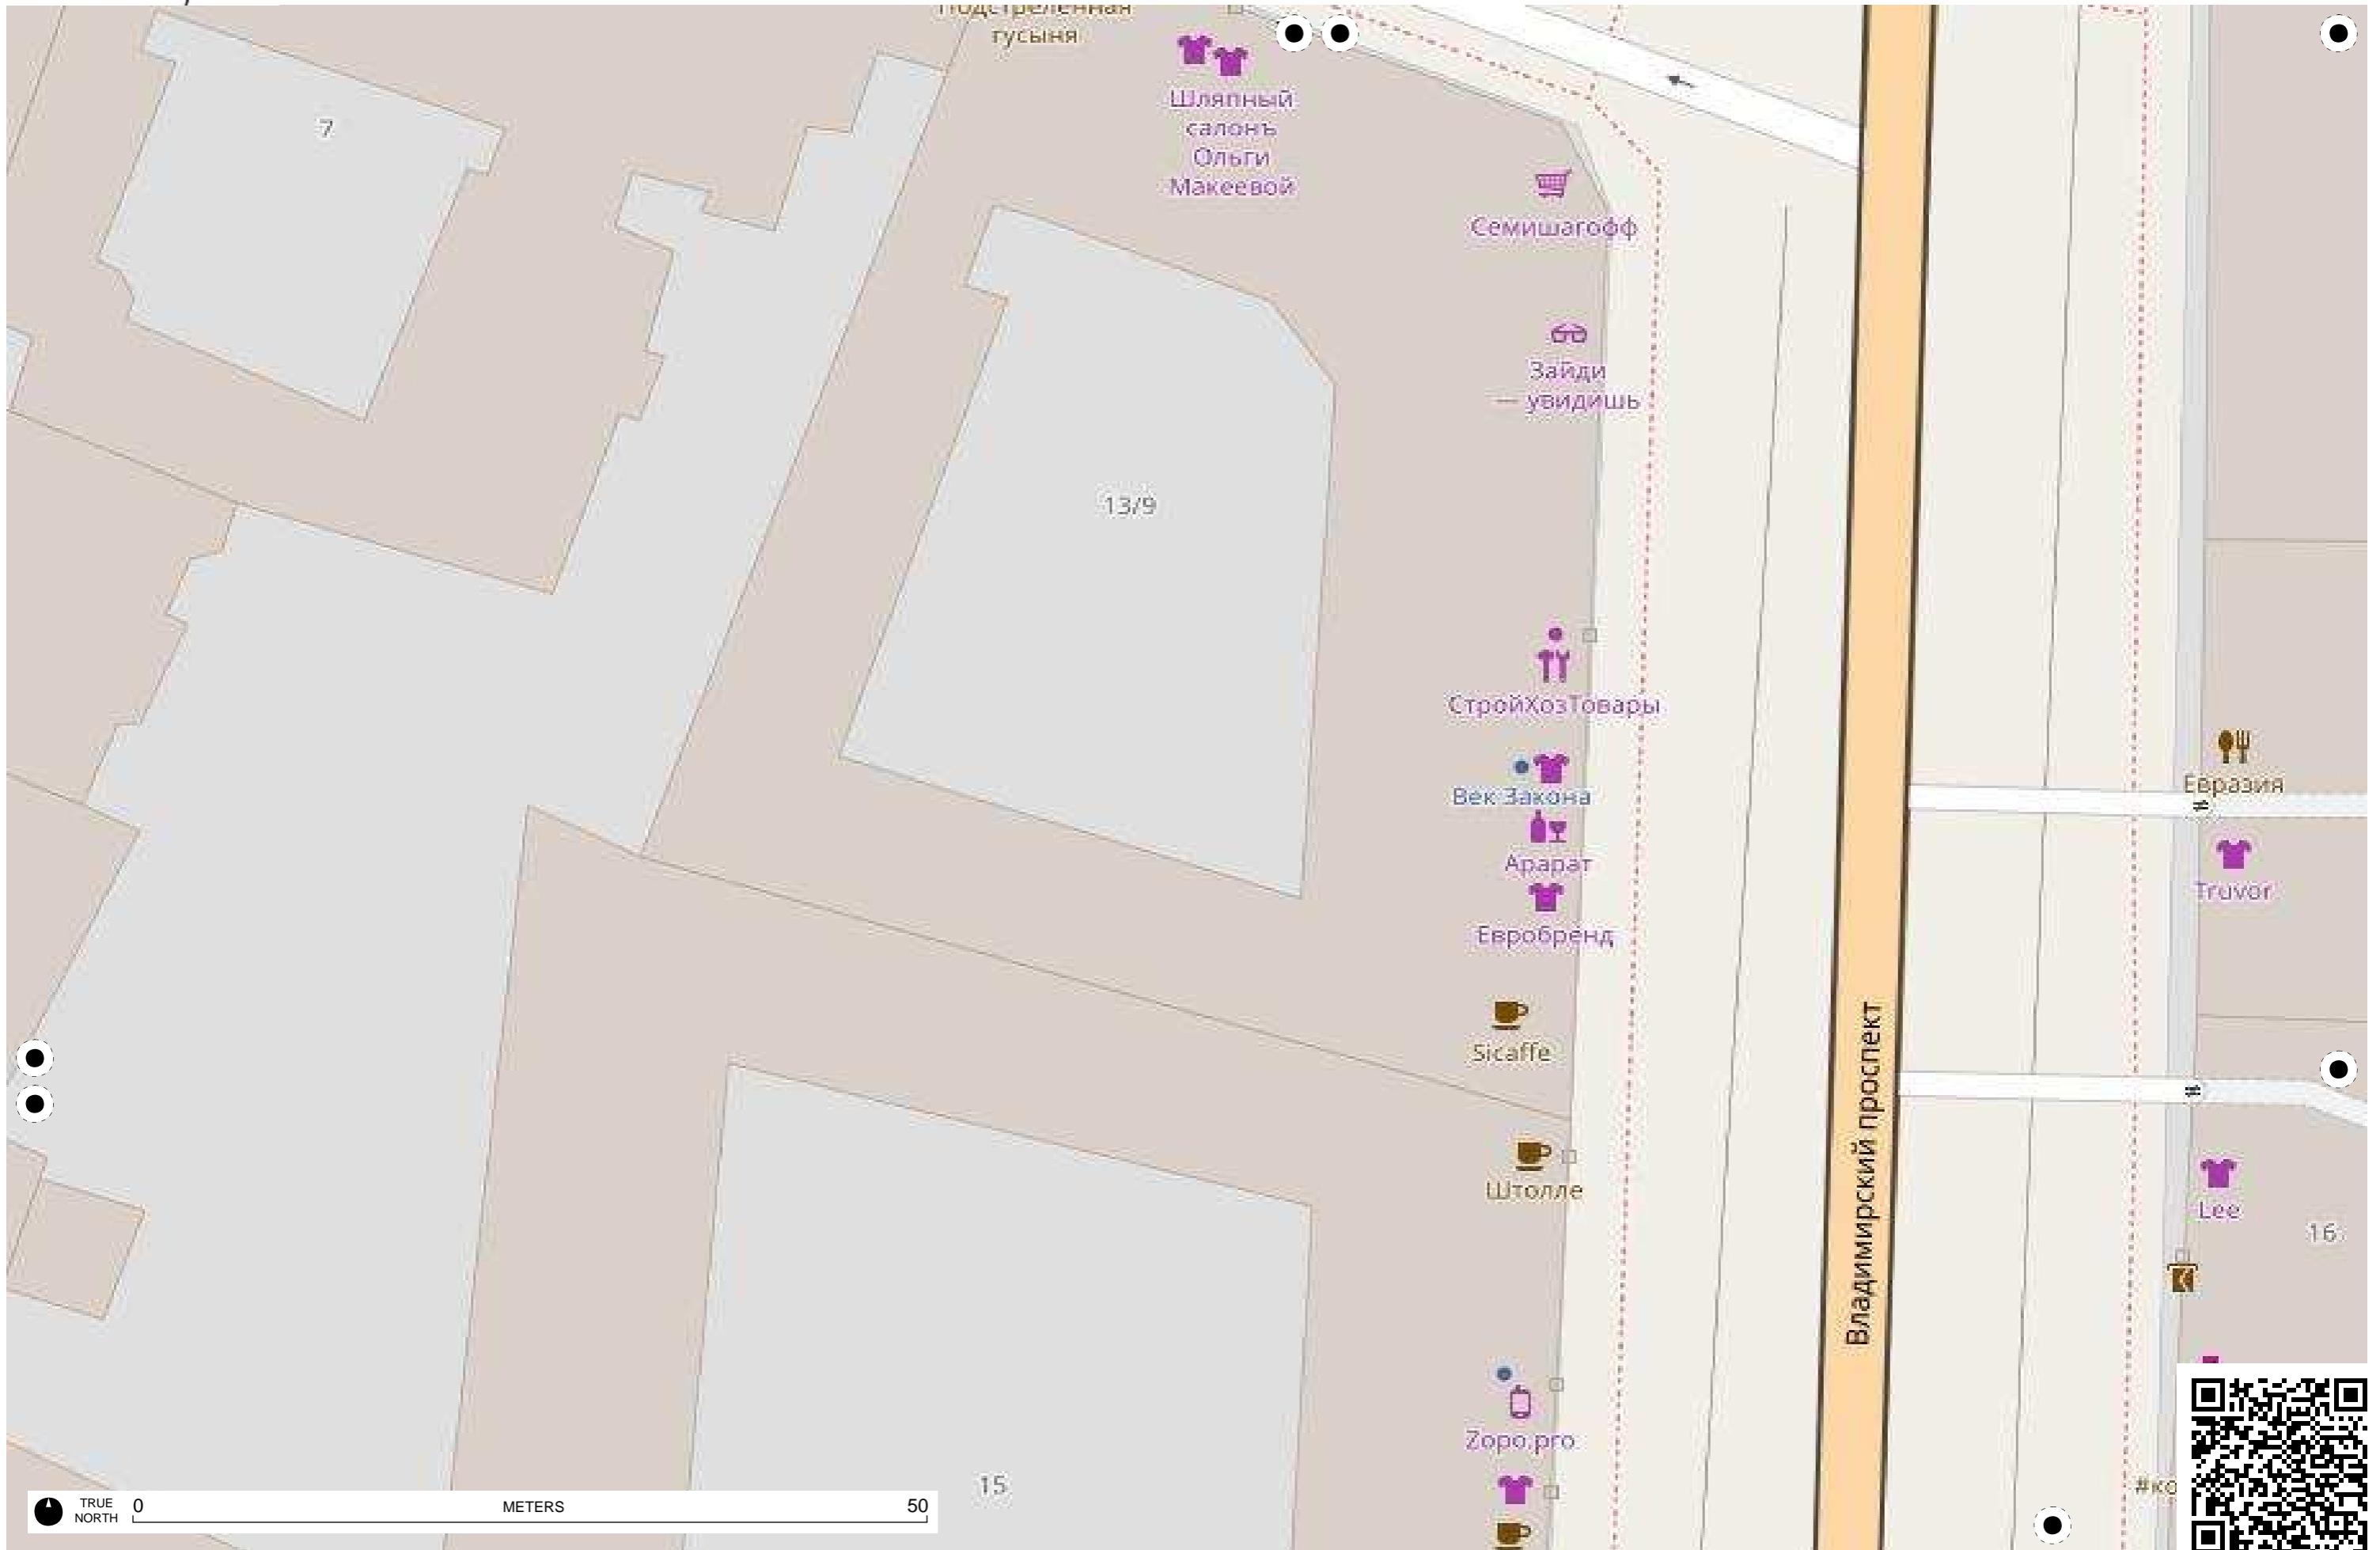 гусыня
Шляпный
салонъ
Ольги
Макеевой
7
Семишагофф
Зайди
— увидишь
13/9
СтройХозТовары
Век Закона
Арарат
Евробренд
Евразия
Truvor
Sicaffe
Штолле
Владимирский проспект
Lee
16
Zopo.pro
15
#ко
TRUE
NORTH
0 METERS 50